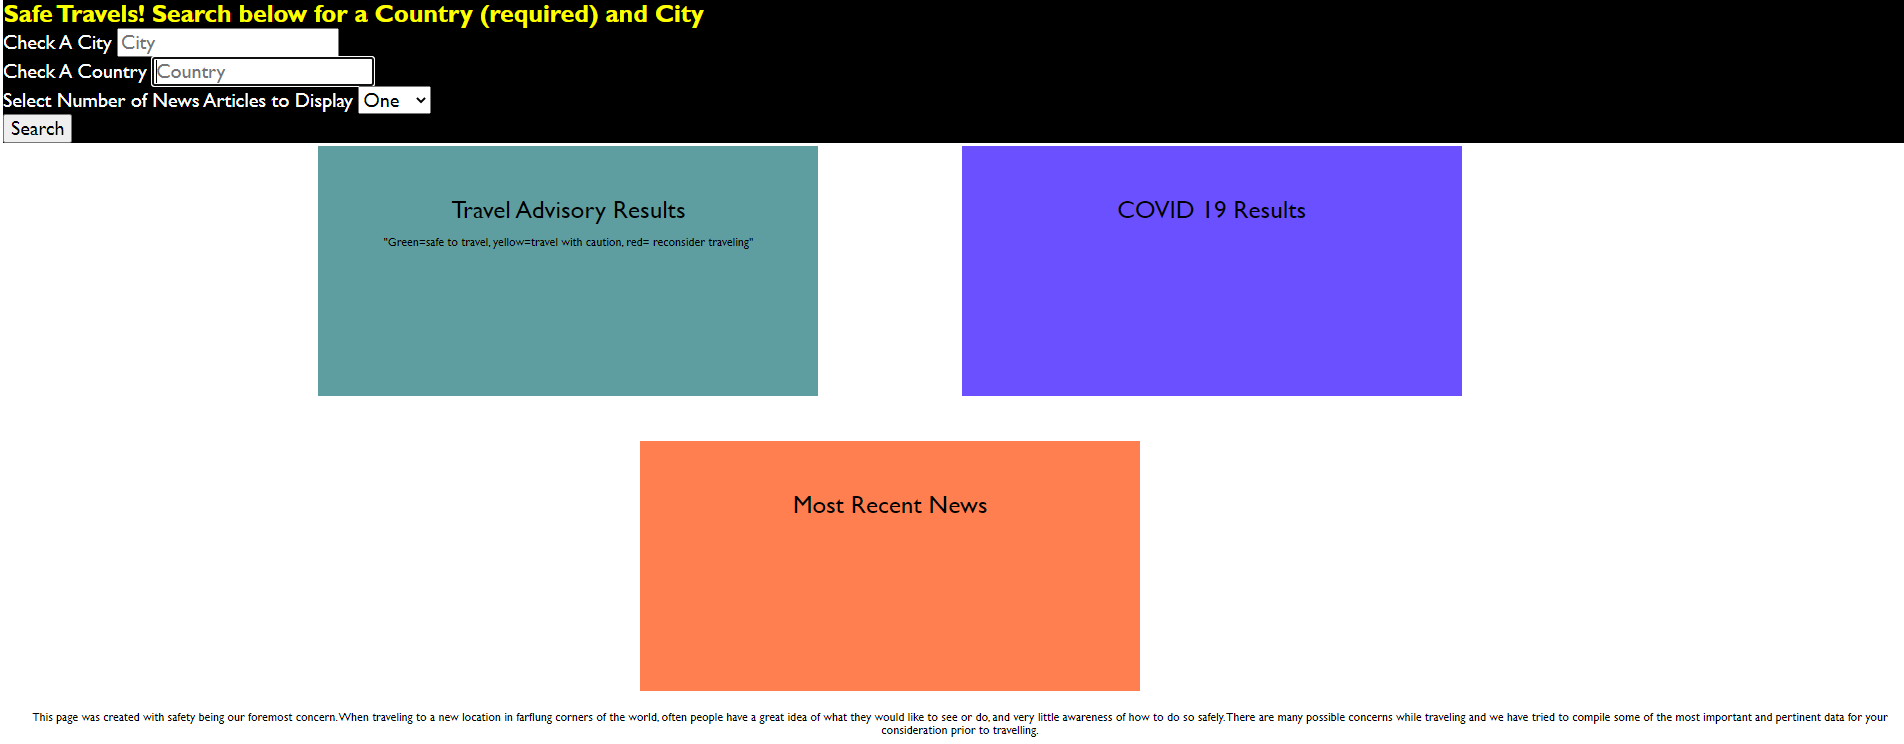 Safe Travels! Search below for a Country (required) and City
Check A City City
Check A Country Country
Select Number of News Articles to Display One
Search
Travel Advisory Results
"Green=safe to travel, yellow=travel with caution, red= reconsider traveling"
COVID 19 Results
Most Recent News
This page was created with safety being our foremost concern. When traveling to a new location in farflung corners of the world, often people have a great idea of what they would like to see or do, and very little awareness of how to do so safely. There are many possible concerns while traveling and we have tried to compile some of the most important and pertinent data for your
consideration prior to travelling.